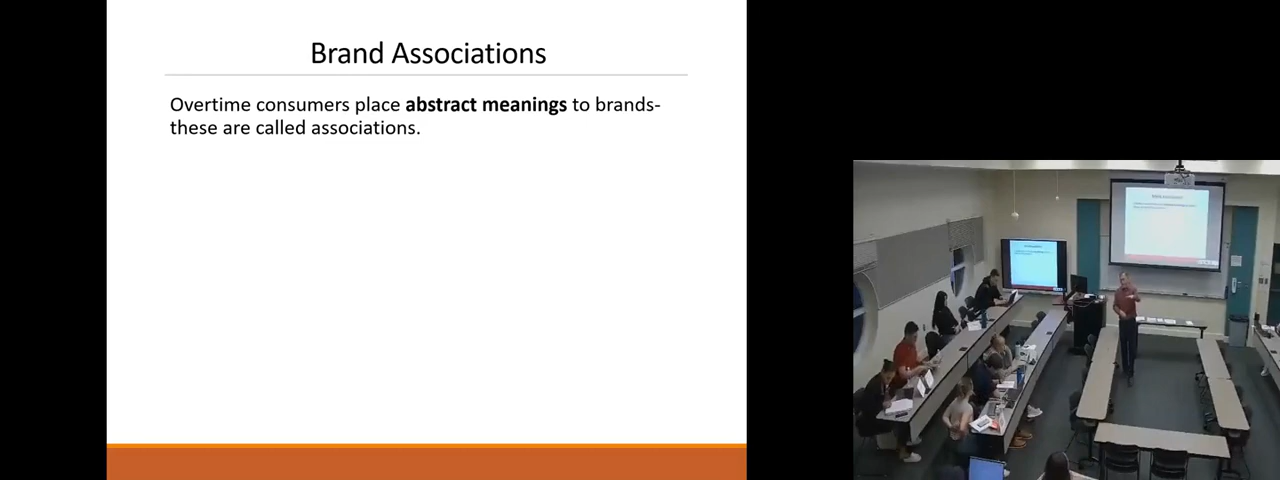 Brand Associations
Overtime consumers place abstract meanings to brands-
these are called associations.